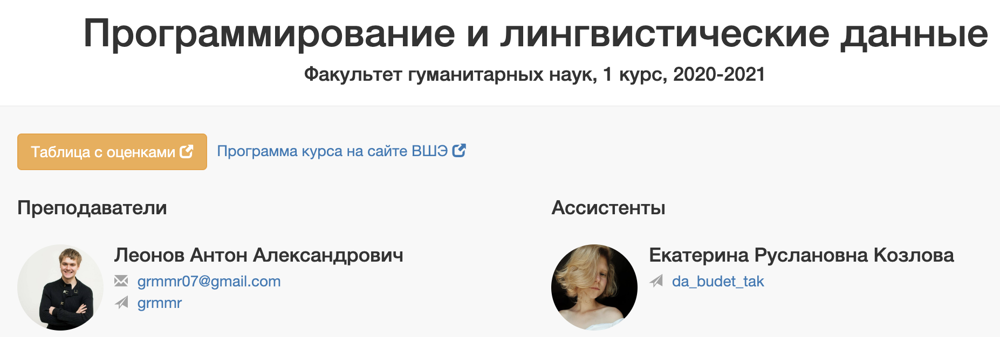 Программирование и лингвистические данные
Факультет гуманитарных наук, 1 курс, 2020-2021
Таблица с оценками
Программа курса на сайте ВШЭ
Преподаватели
Леонов Антон Александрович
grmmr07@gmail.com
grmmr
Ассистенты
Екатерина Руслановна Козлова
da_budet_tak